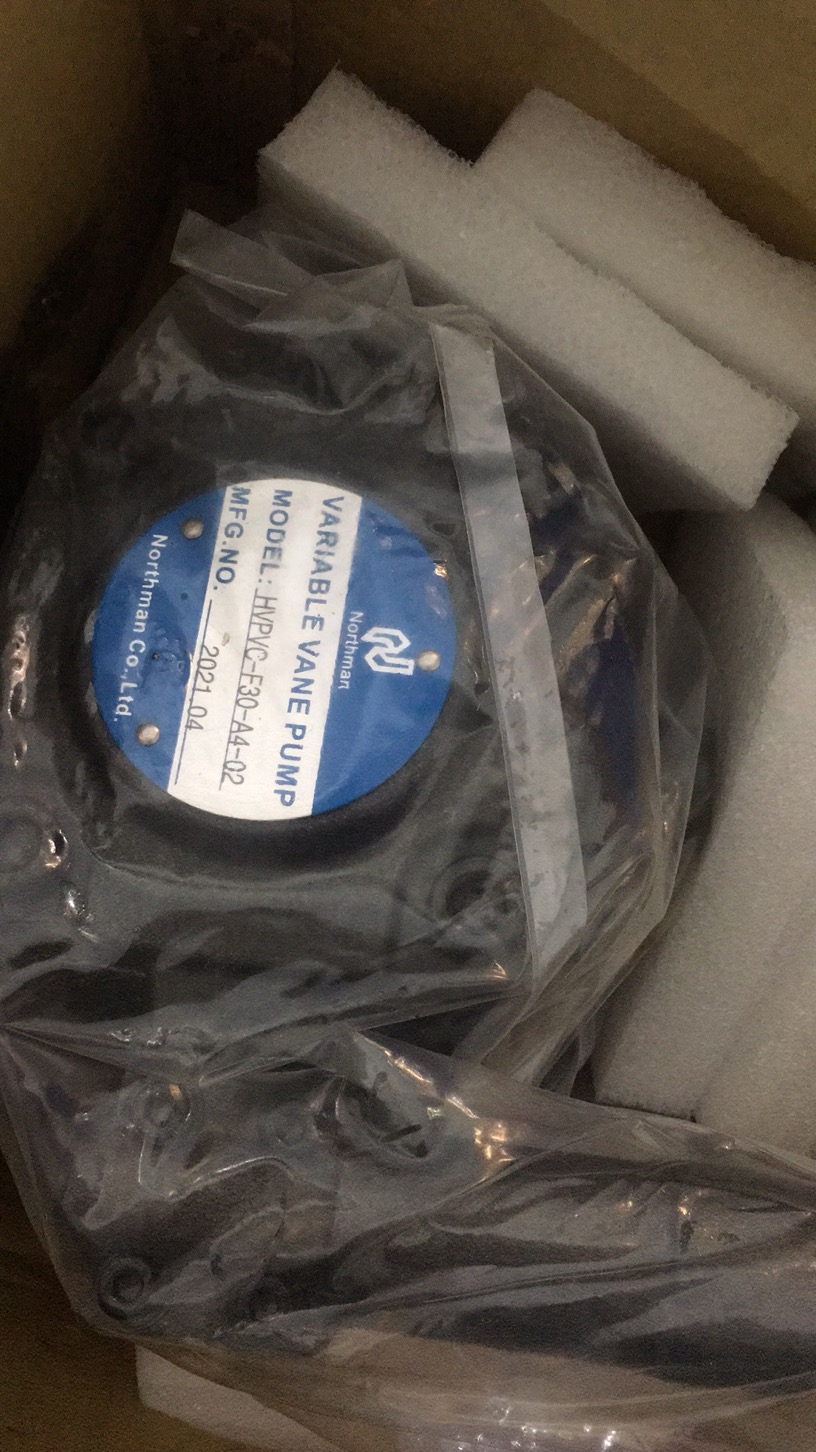 Northman
VARIABLE VANE PUMP
MODEL: HVPVC-F30-A4-02
MFG.NO. 2021.04
Northman Co.,Ltd.